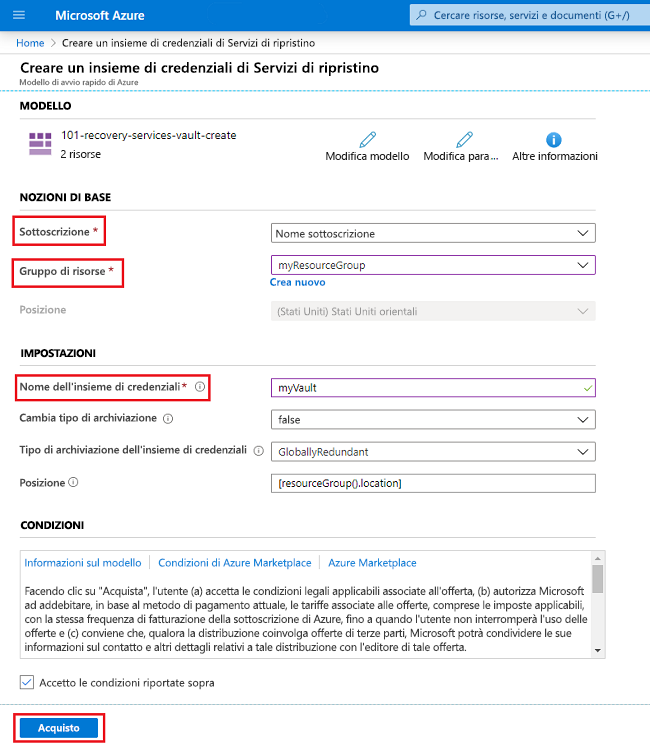 Microsoft Azure
Cercare risorse, servizi e documenti (G+/)
Home > Creare un insieme di credenziali di Servizi di ripristino
Creare un insieme di credenziali di Servizi di ripristino
Modello di avvio rapido di Azure
MODELLO
101-recovery-services-vault-create
2 risorse
Modifica modello
Modifica para...
Altre informazioni
NOZIONI DI BASE
Sottoscrizione *
Nome sottoscrizione
Gruppo di risorse *
myResourceGroup
Crea nuovo
Posizione
(Stati Uniti) Stati Uniti orientali
IMPOSTAZIONI
Nome dell'insieme di credenziali *
myVault
Cambia tipo di archiviazione
false
Tipo di archiviazione dell'insieme di credenziali
GloballyRedundant
Posizione
[resourceGroup().location]
CONDIZIONI
Informazioni sul modello | Condizioni di Azure Marketplace | Azure Marketplace
Facendo clic su "Acquista", l'utente (a) accetta le condizioni legali applicabili associate all'offerta, (b) autorizza Microsoft
ad addebitare, in base al metodo di pagamento attuale, le tariffe associate alle offerte, comprese le imposte applicabili,
con la stessa frequenza di fatturazione della sottoscrizione di Azure, fino a quando l'utente non interromperà l'uso delle
offerte e (c) conviene che, qualora la distribuzione coinvolga offerte di terze parti, Microsoft potrà condividere le sue
informazioni sul contatto e altri dettagli relativi a tale distribuzione con l'editore di tale offerta.
Accetto le condizioni riportate sopra
Acquisto